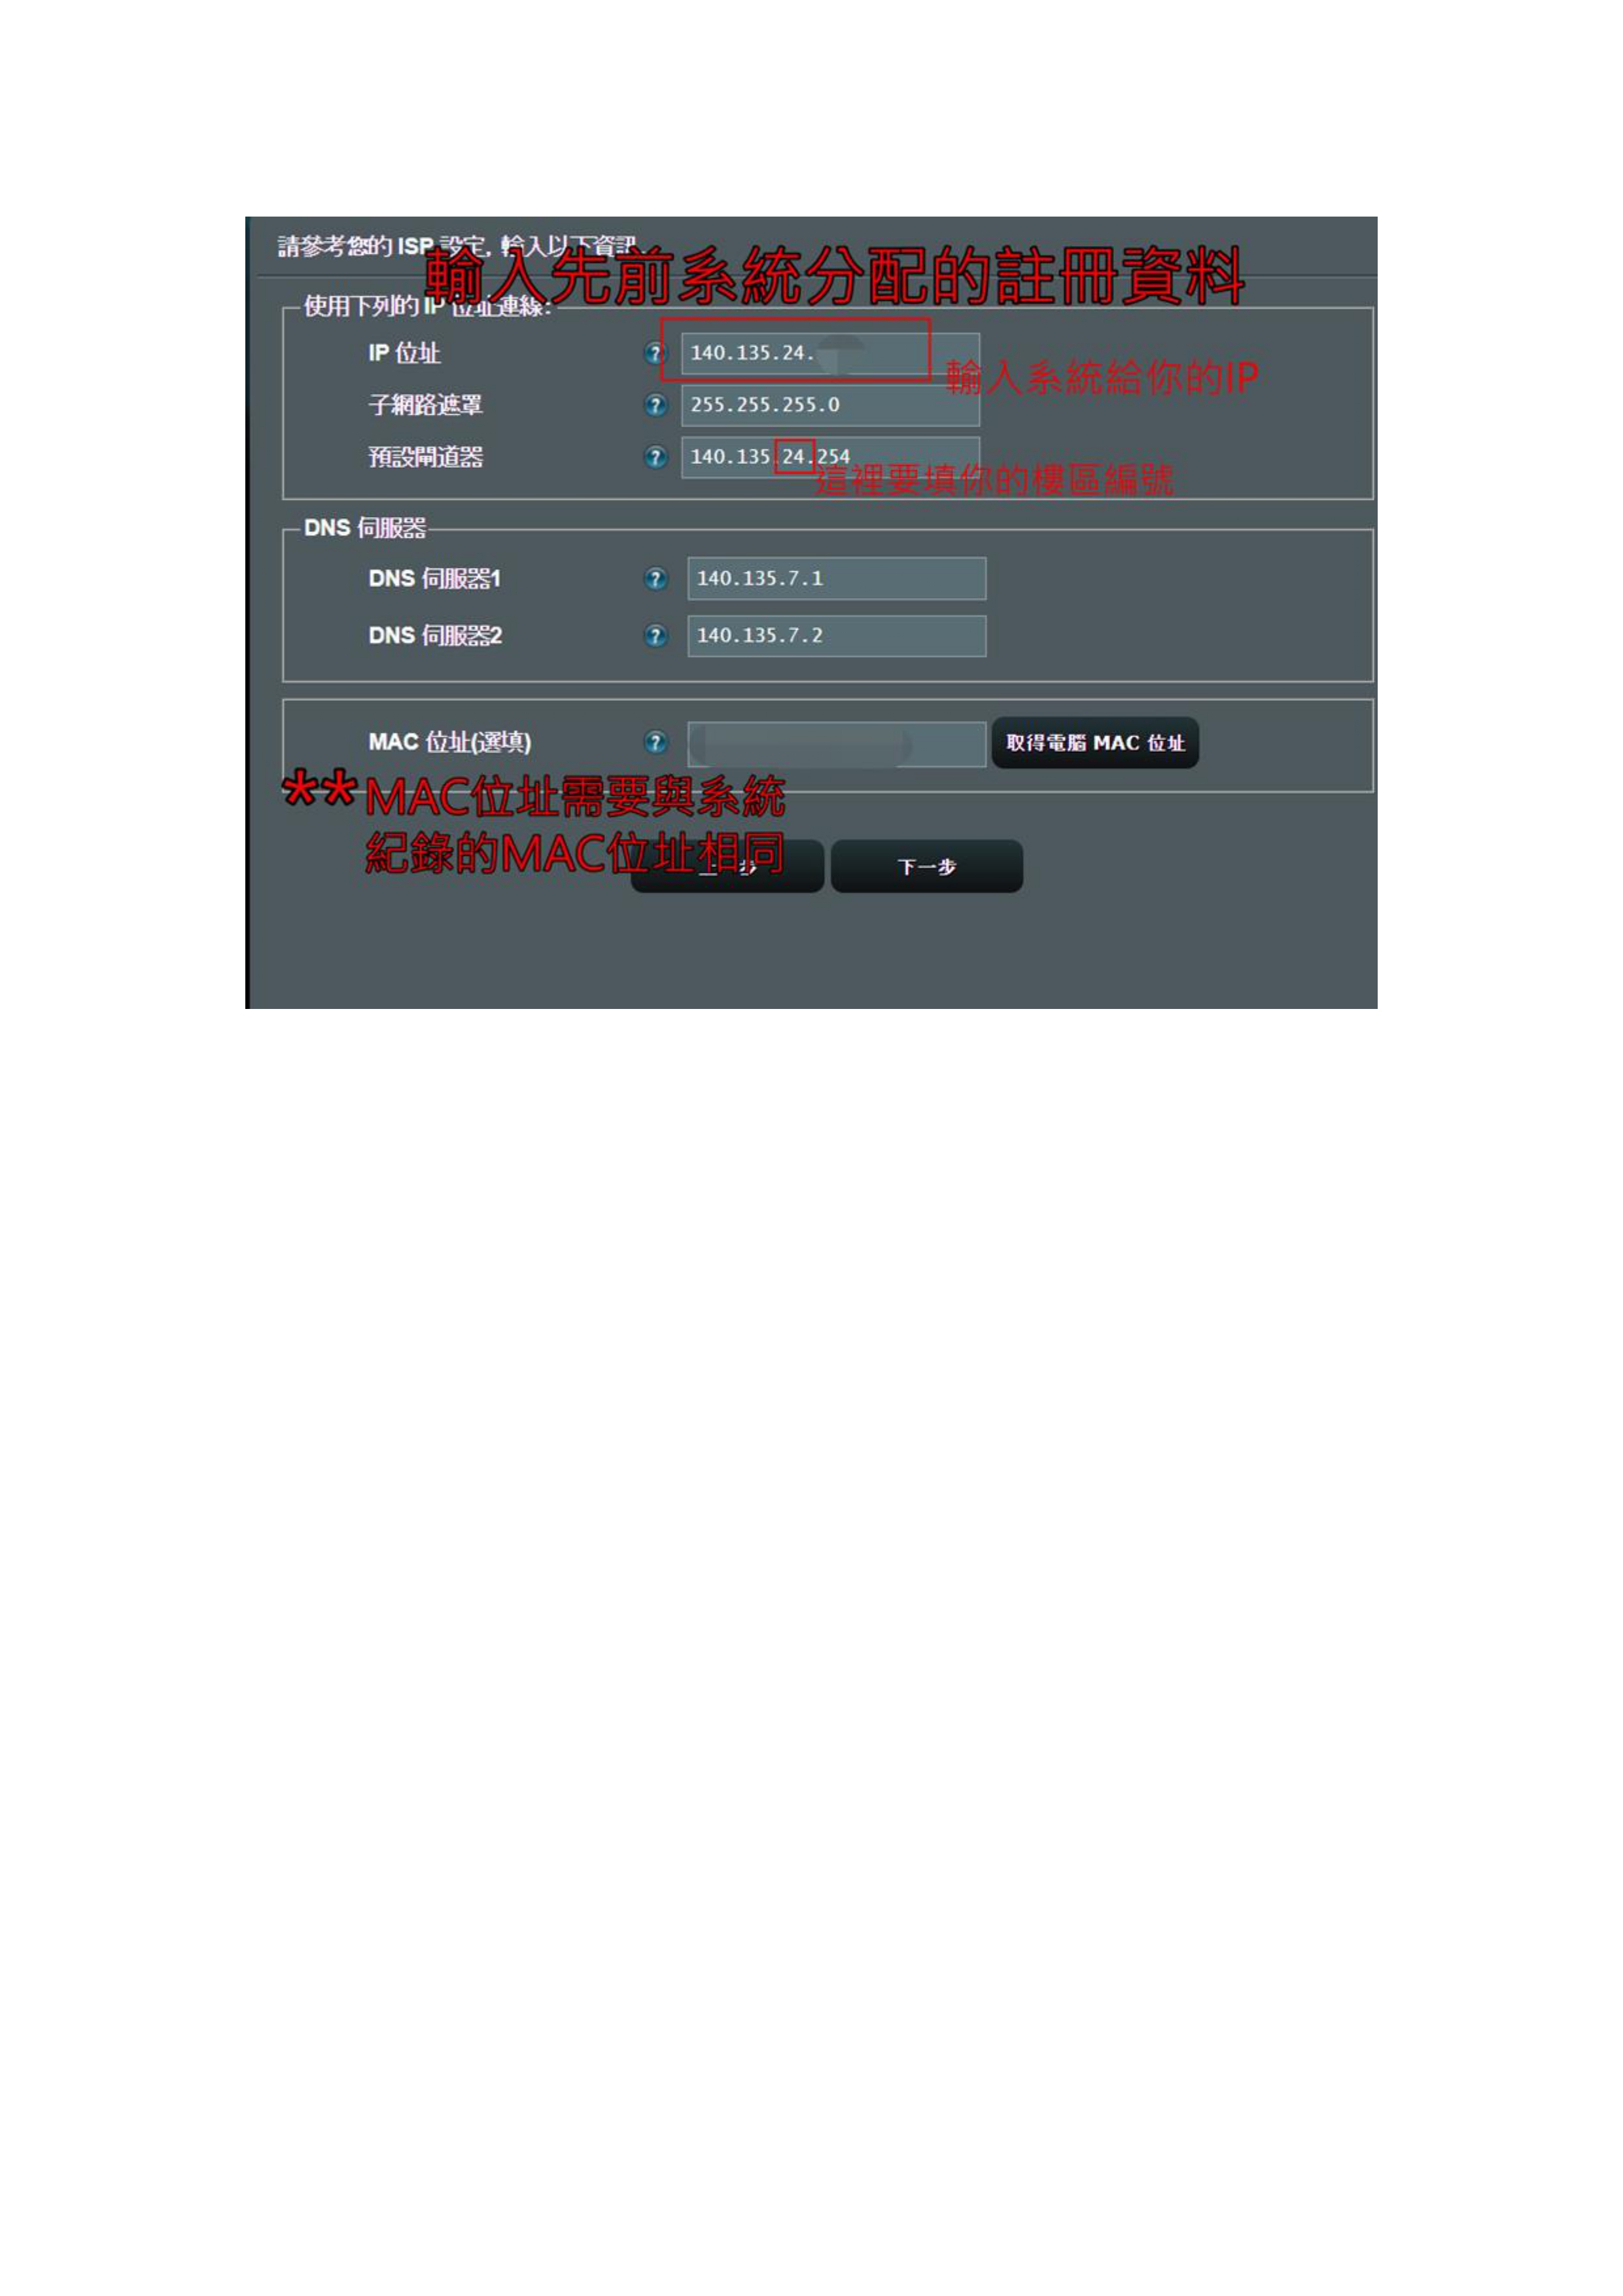 請參考您的 ISP 設定, 輸入以下資訊
輸入先前系統分配的註冊資料
使用下列的 IP 位址連線:
IP 位址 140.135.24.
輸入系統給你的IP
子網路遮罩 255.255.255.0
預設閘道器 140.135.24.254
這裡要填你的樓區編號
DNS 伺服器
DNS 伺服器1 140.135.7.1
DNS 伺服器2 140.135.7.2
MAC 位址(選填) 取得電腦 MAC 位址
**MAC位址需要與系統
紀錄的MAC位址相同
下一步